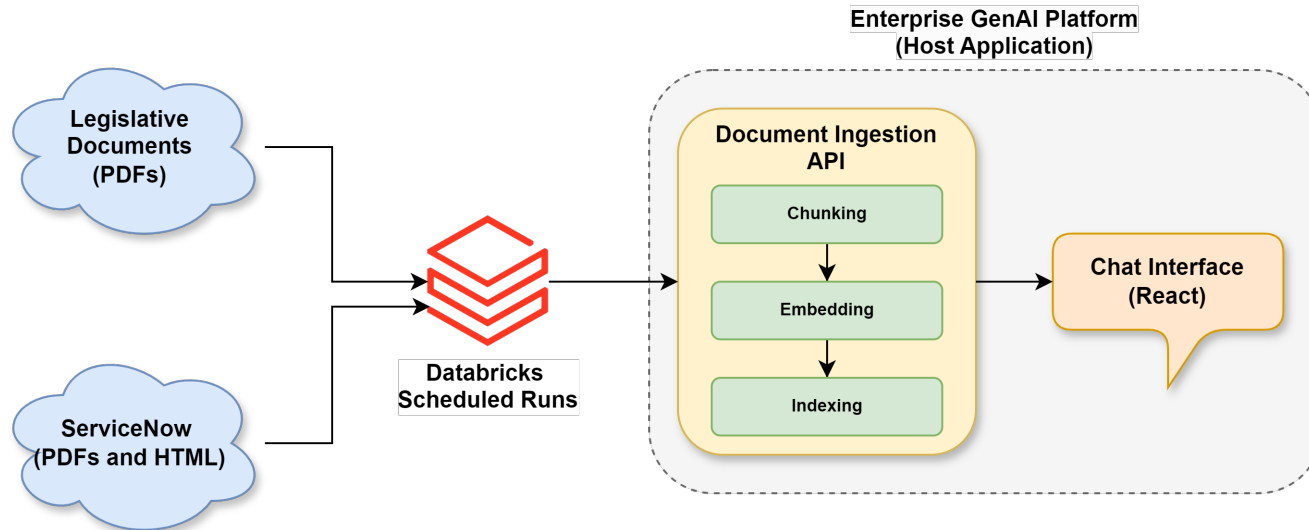 Enterprise GenAI Platform
(Host Application)
Legislative
Documents
(PDFs)
Document Ingestion
API
Chunking
Embedding
Indexing
Chat Interface
(React)
Databricks
Scheduled Runs
ServiceNow
(PDFs and HTML)